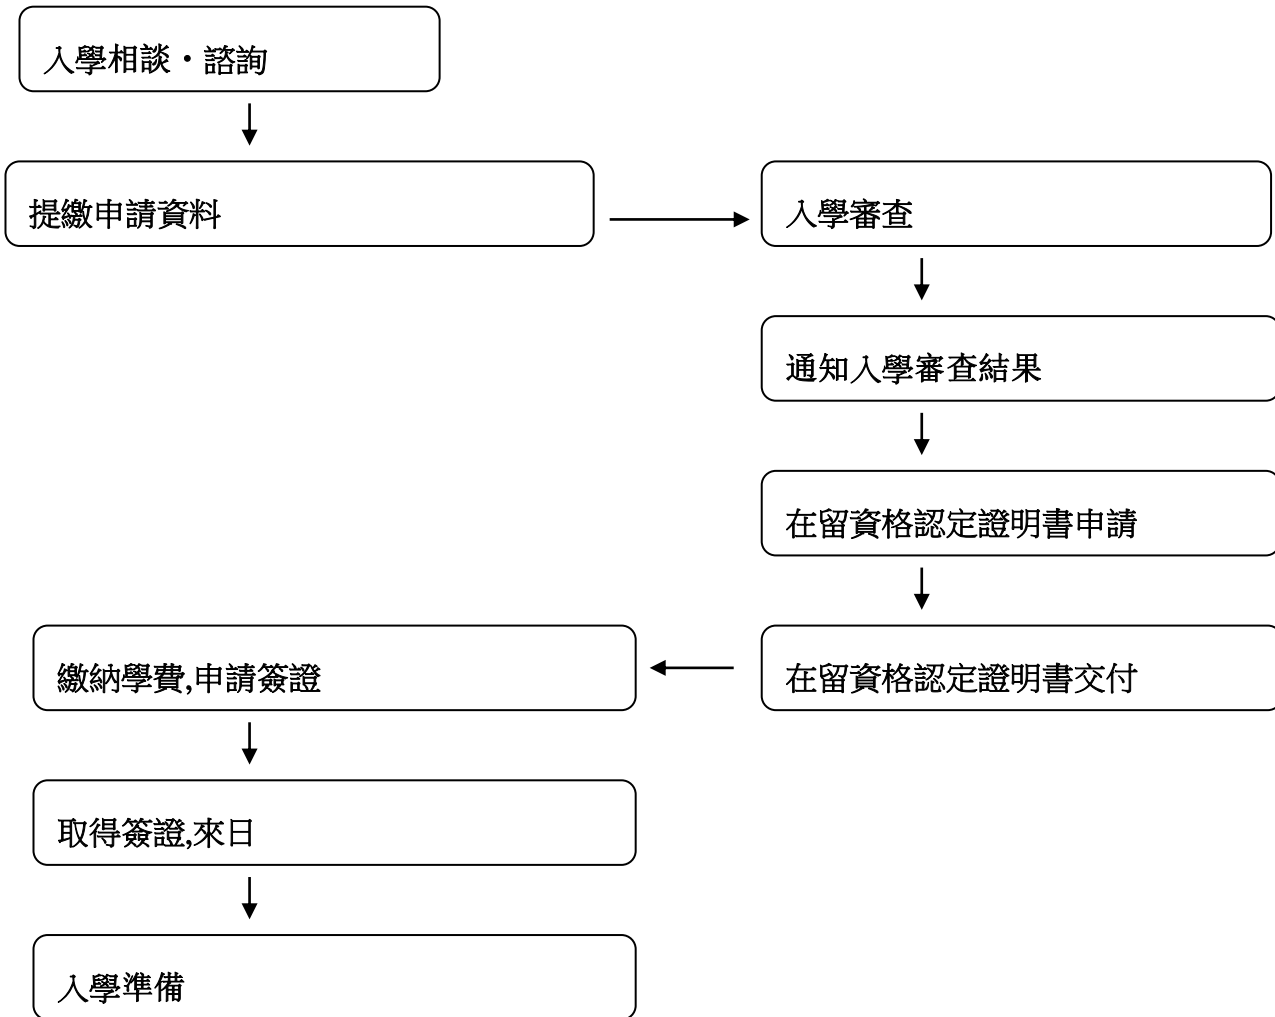 入學相談・諮詢
提繳申請資料
入學審查
通知入學審查結果
在留資格認定證明書申請
在留資格認定證明書交付
繳納學費,申請簽證
取得簽證,來日
入學準備